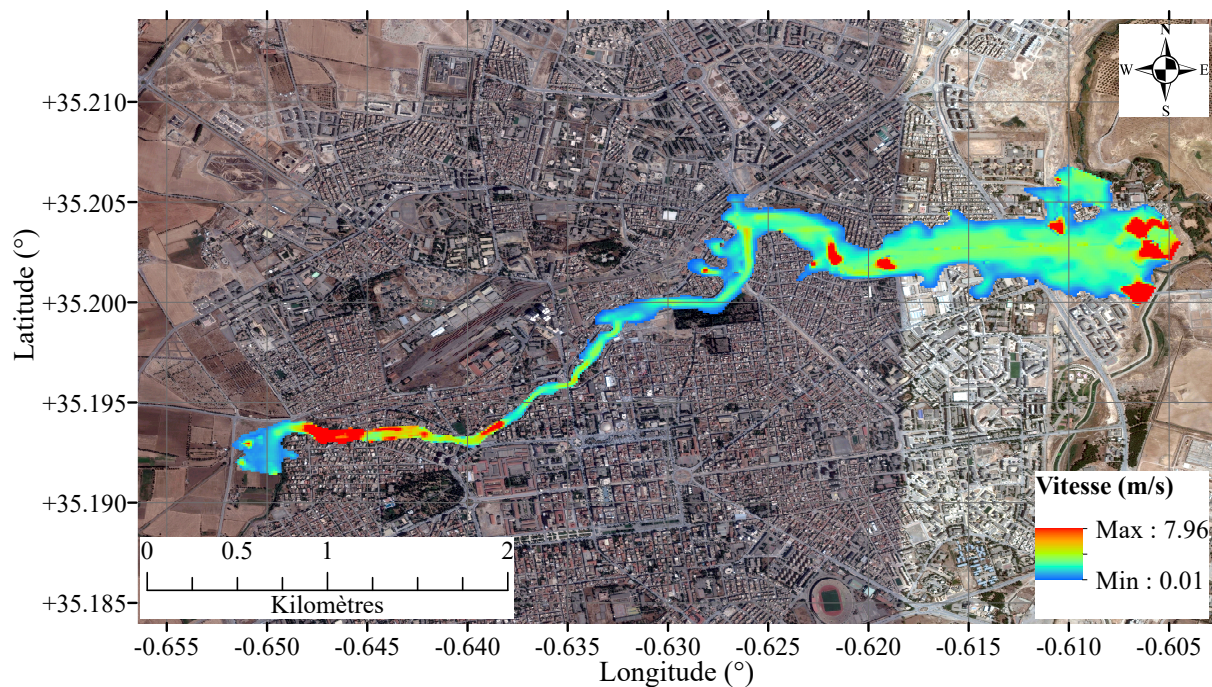 N
W E
S
+35.210
+35.205
+35.200
+35.195
+35.190
+35.185
Latitude (°)
Vitesse (m/s)
Max : 7.96
Min : 0.01
0 0.5 1 2
Kilomètres
-0.655 -0.650 -0.645 -0.640 -0.635 -0.630 -0.625 -0.620 -0.615 -0.610 -0.605
Longitude (°)